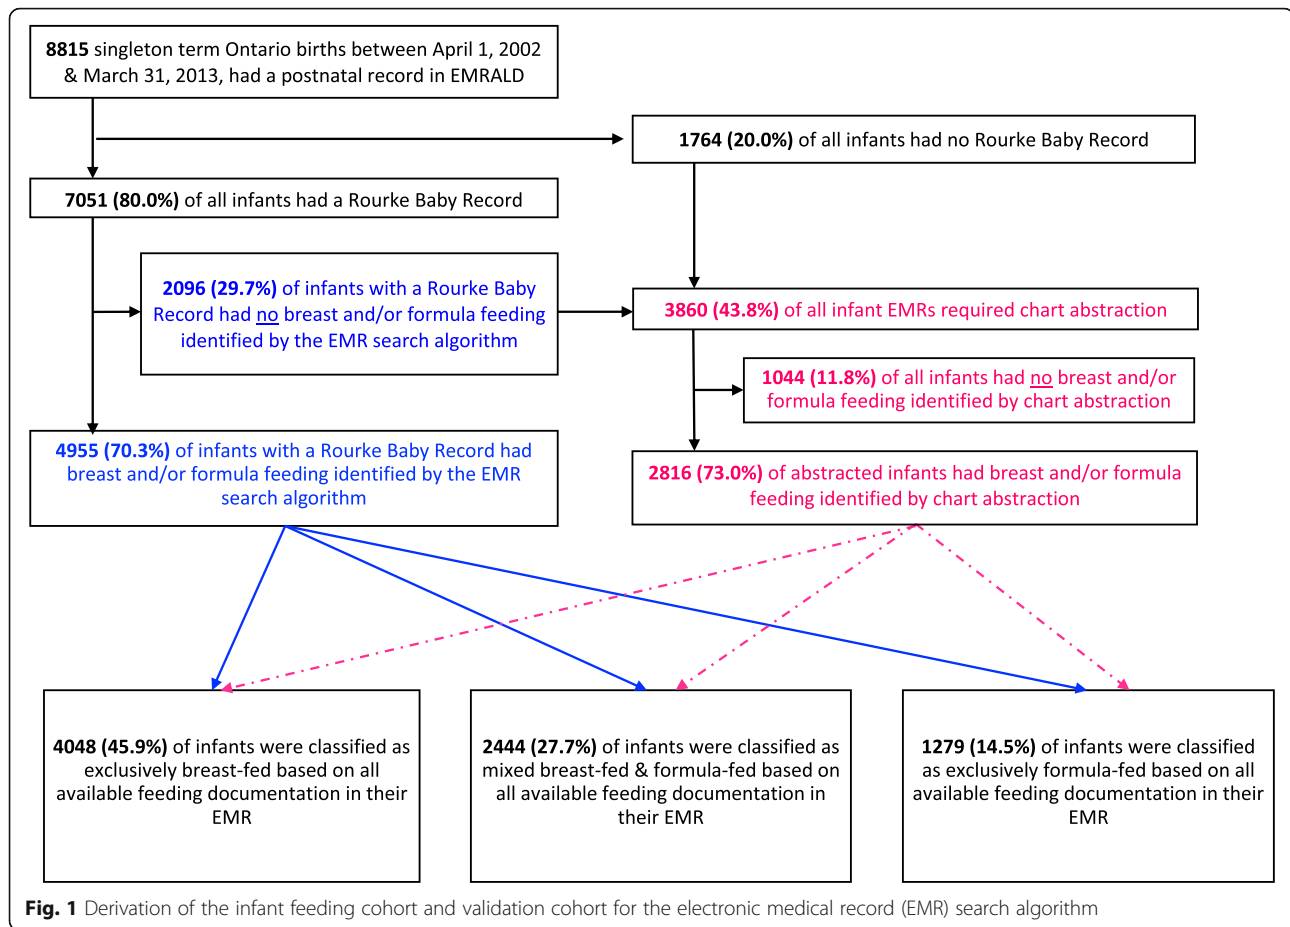 8815 singleton term Ontario births between April 1, 2002
& March 31, 2013, had a postnatal record in EMRALD
1764 (20.0%) of all infants had no Rourke Baby Record
7051 (80.0%) of all infants had a Rourke Baby Record
2096 (29.7%) of infants with a Rourke Baby
Record had no breast and/or formula feeding
identified by the EMR search algorithm
3860 (43.8%) of all infant EMRs required chart abstraction
1044 (11.8%) of all infants had no breast and/or
formula feeding identified by chart abstraction
4955 (70.3%) of infants with a Rourke Baby Record had
breast and/or formula feeding identified by the EMR
search algorithm
2816 (73.0%) of abstracted infants had breast and/or formula
feeding identified by chart abstraction
4048 (45.9%) of infants were classified as
exclusively breast-fed based on all
available feeding documentation in their
EMR
2444 (27.7%) of infants were classified as
mixed breast-fed & formula-fed based on
all available feeding documentation in
their EMR
1279 (14.5%) of infants were classified
as exclusively formula-fed based on all
available feeding documentation in their
EMR
Fig. 1 Derivation of the infant feeding cohort and validation cohort for the electronic medical record (EMR) search algorithm